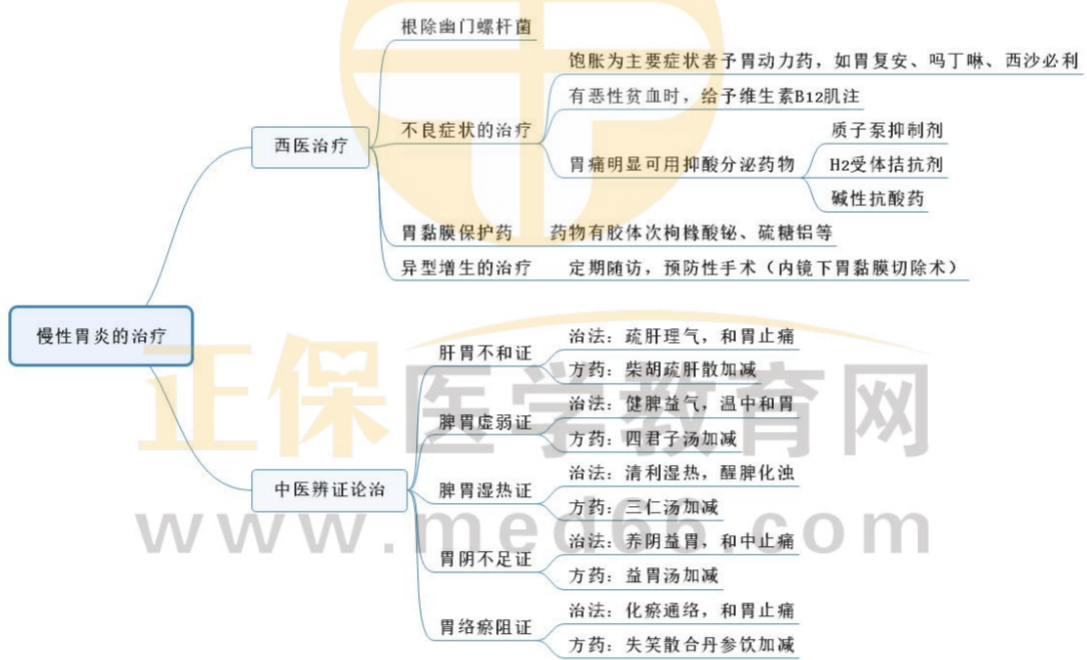 慢性胃炎的治疗
西医治疗
根除幽门螺杆菌
不良症状的治疗
饱胀为主要症状者予胃动力药，如胃复安、吗丁啉、西沙必利
有恶性贫血时，给予维生素B12肌注
胃痛明显可用抑酸分泌药物
质子泵抑制剂
H2受体拮抗剂
碱性抗酸药
胃黏膜保护药
药物有胶体次枸橼酸铋、硫糖铝等
异型增生的治疗
定期随访，预防性手术（内镜下胃黏膜切除术）
中医辨证论治
肝胃不和证
治法：疏肝理气，和胃止痛
方药：柴胡疏肝散加减
脾胃虚弱证
治法：健脾益气，温中和胃
方药：四君子汤加减
脾胃湿热证
治法：清利湿热，醒脾化浊
方药：三仁汤加减
胃阴不足证
治法：养阴益胃，和中止痛
方药：益胃汤加减
胃络瘀阻证
治法：化瘀通络，和胃止痛
方药：失笑散合丹参饮加减
正保医学教育网
www.med66.com